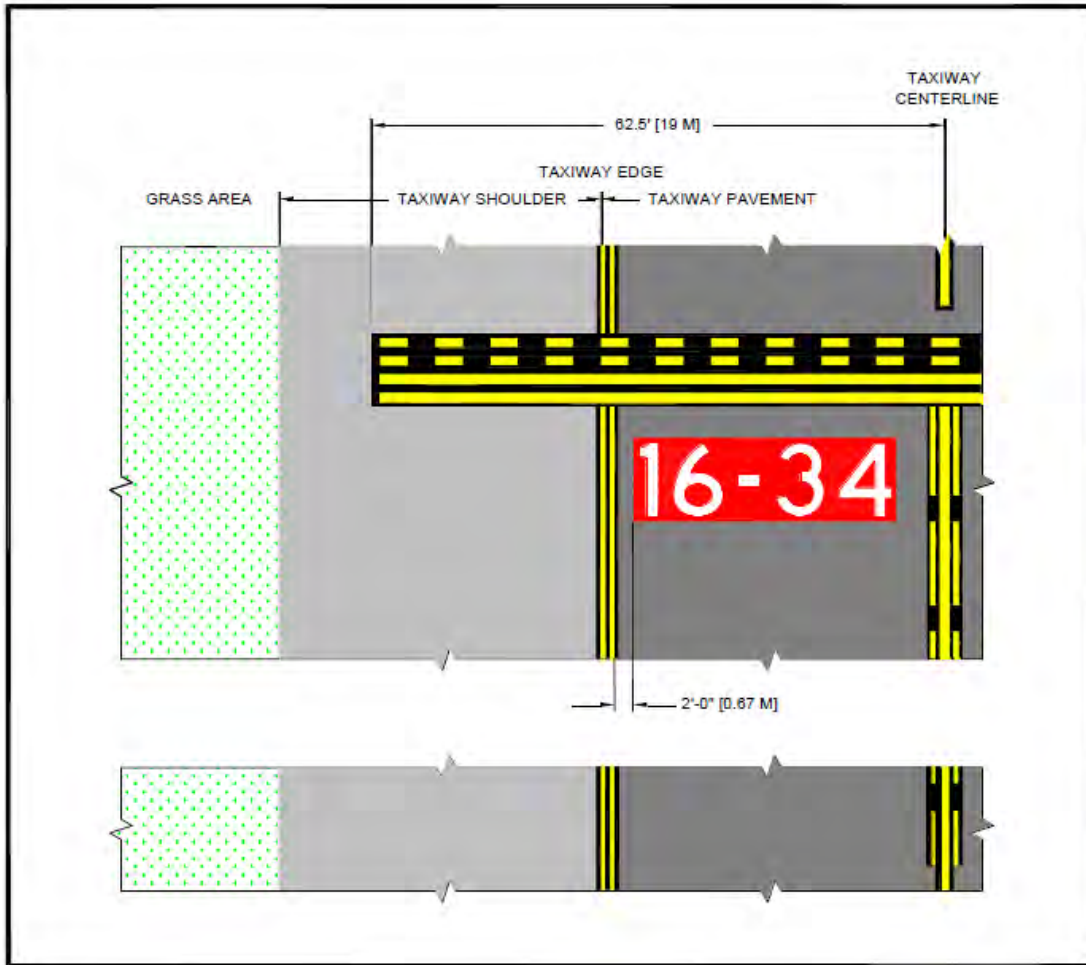 TAXIWAY
CENTERLINE
62.5' [19 M]
TAXIWAY EDGE
GRASS AREA
TAXIWAY SHOULDER
TAXIWAY PAVEMENT
16-34
2'-0" [0.67 M]